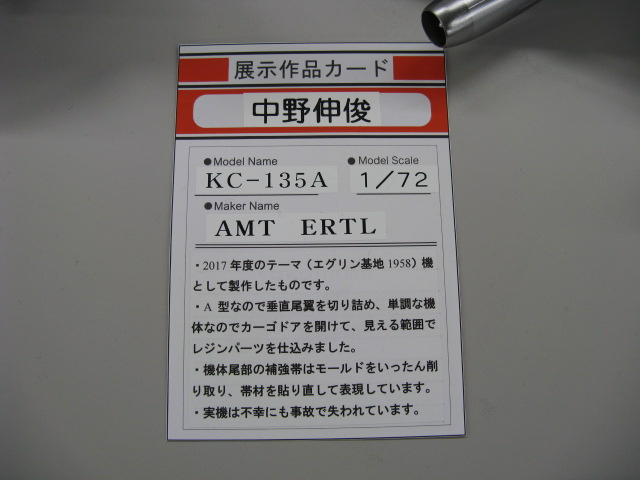 展示作品カード
中野伸俊
●Model Name ●Model Scale
KC-135A 1/72
●Maker Name
AMT ERTL
・2017 年度のテーマ（エグリン基地 1958）機
として製作したものです。
・A 型なので垂直尾翼を切り詰め、単調な機
体なのでカーゴドアを開けて、見える範囲で
レジンパーツを仕込みました。
・機体尾部の補強帯はモールドをいったん削
り取り、帯材を貼り直して表現しています。
・実機は不幸にも事故で失われています。